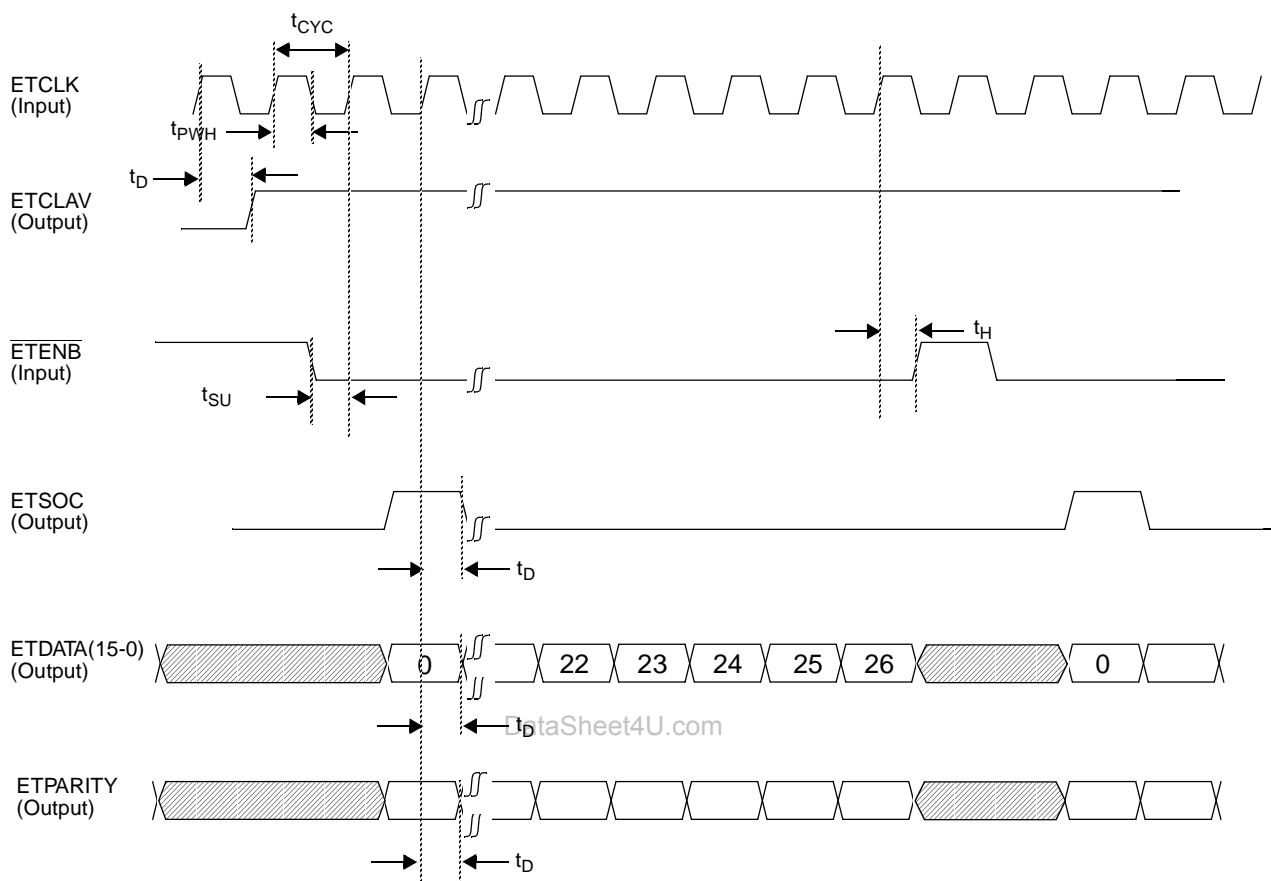 tCYC
ETCLK
(Input)
tPWH
tD
ETCLAV
(Output)
ETENB
(Input)
tH
tSU
ETSOC
(Output)
tD
ETDATA(15-0)
(Output)
0 22 23 24 25 26 0
tD
DataSheet4U.com
ETPARITY
(Output)
tD